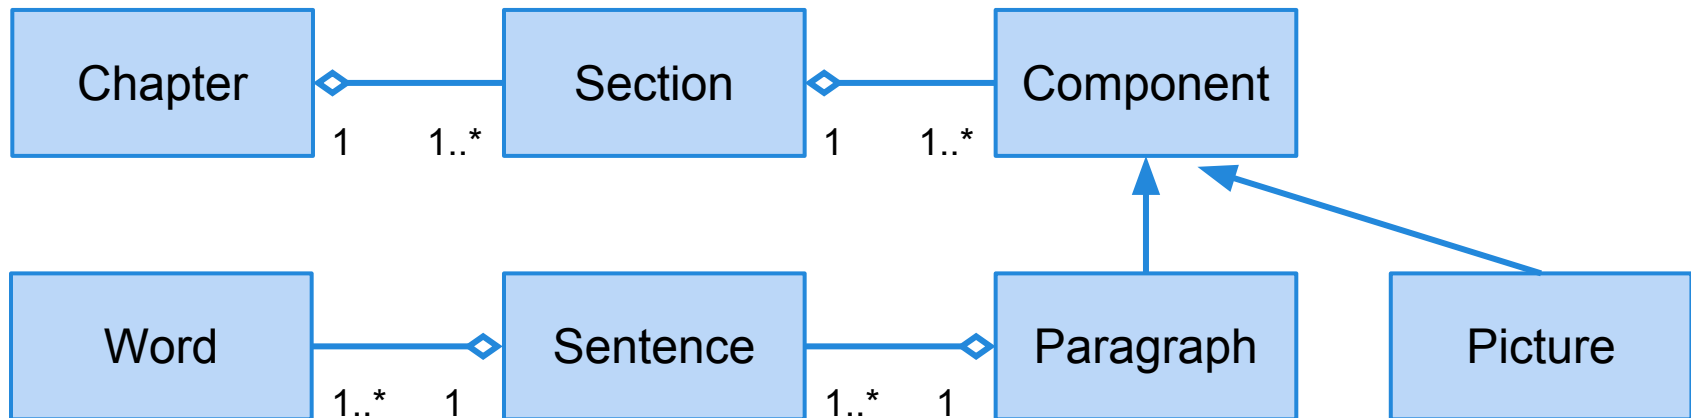 Chapter
Section
Component
1
1..*
1
1..*
Word
Sentence
Paragraph
Picture
1..*
1
1..*
1